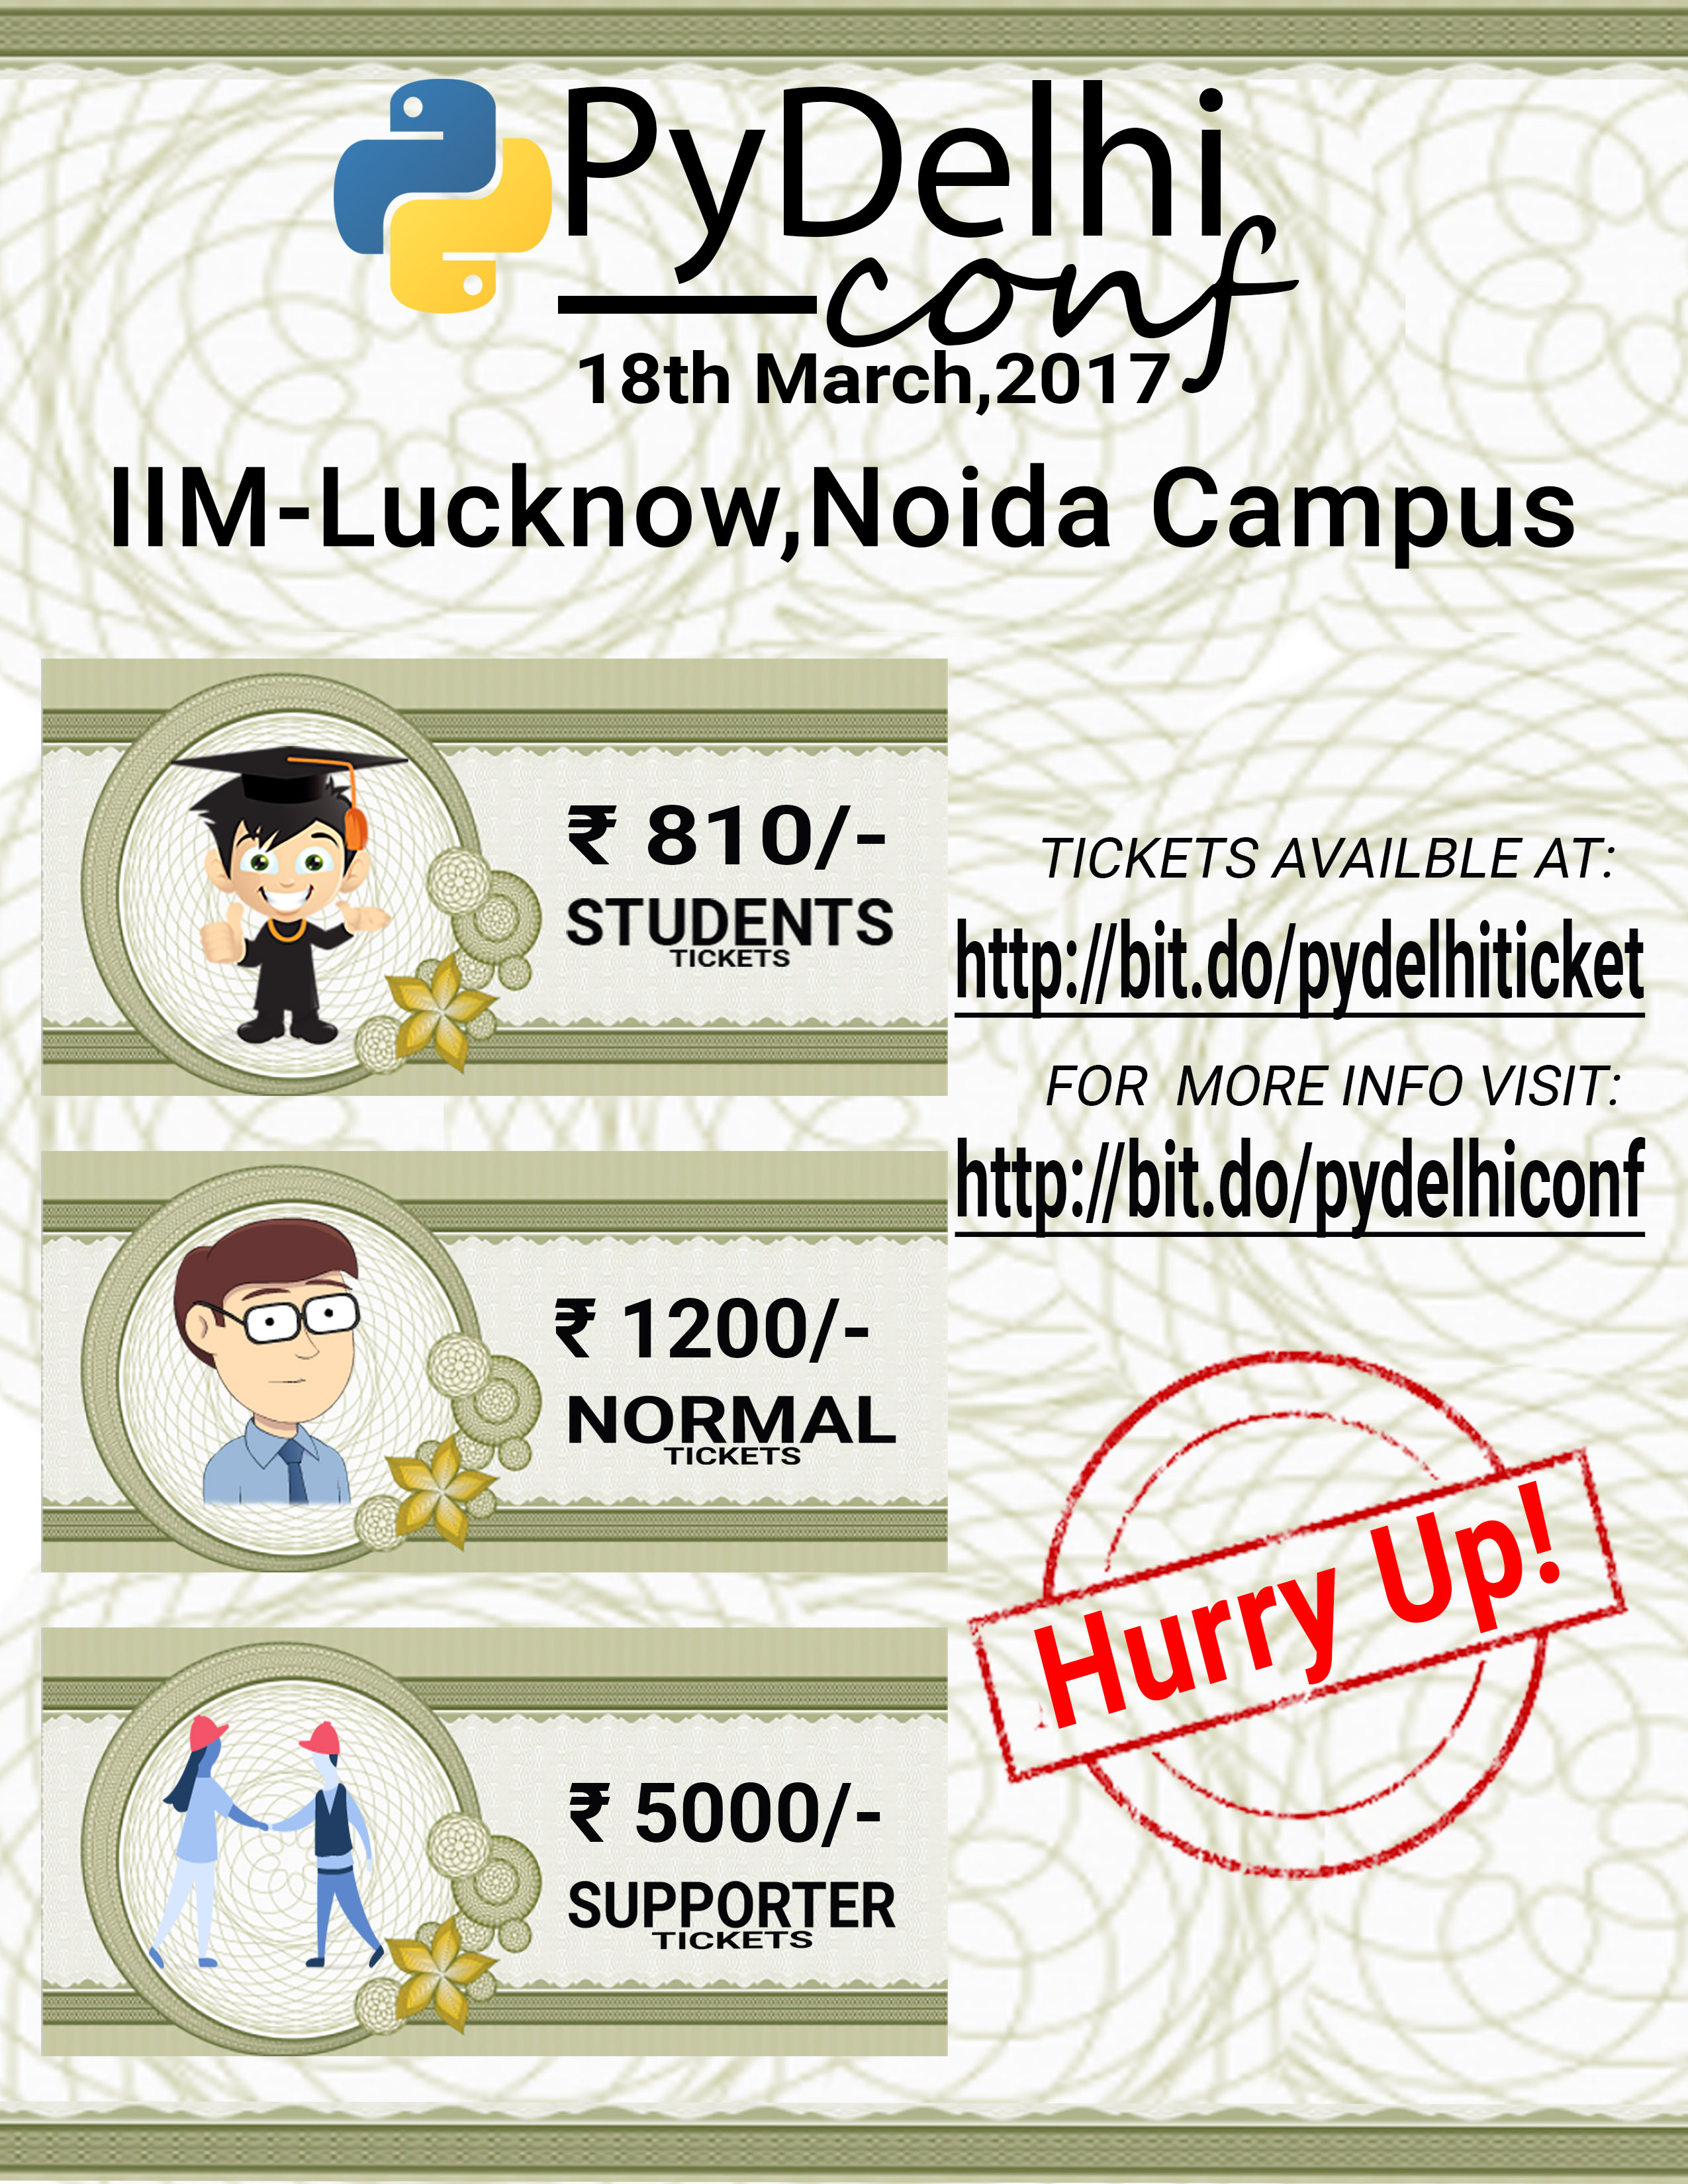 PyDelhi
conf
18th March,2017
IIM-Lucknow,Noida Campus
₹ 810/-
STUDENTS
TICKETS
TICKETS AVAILBLE AT:
http://bit.do/pydelhiticket
FOR MORE INFO VISIT:
http://bit.do/pydelhiconf
₹ 1200/-
NORMAL
TICKETS
Hurry Up!
₹ 5000/-
SUPPORTER
TICKETS